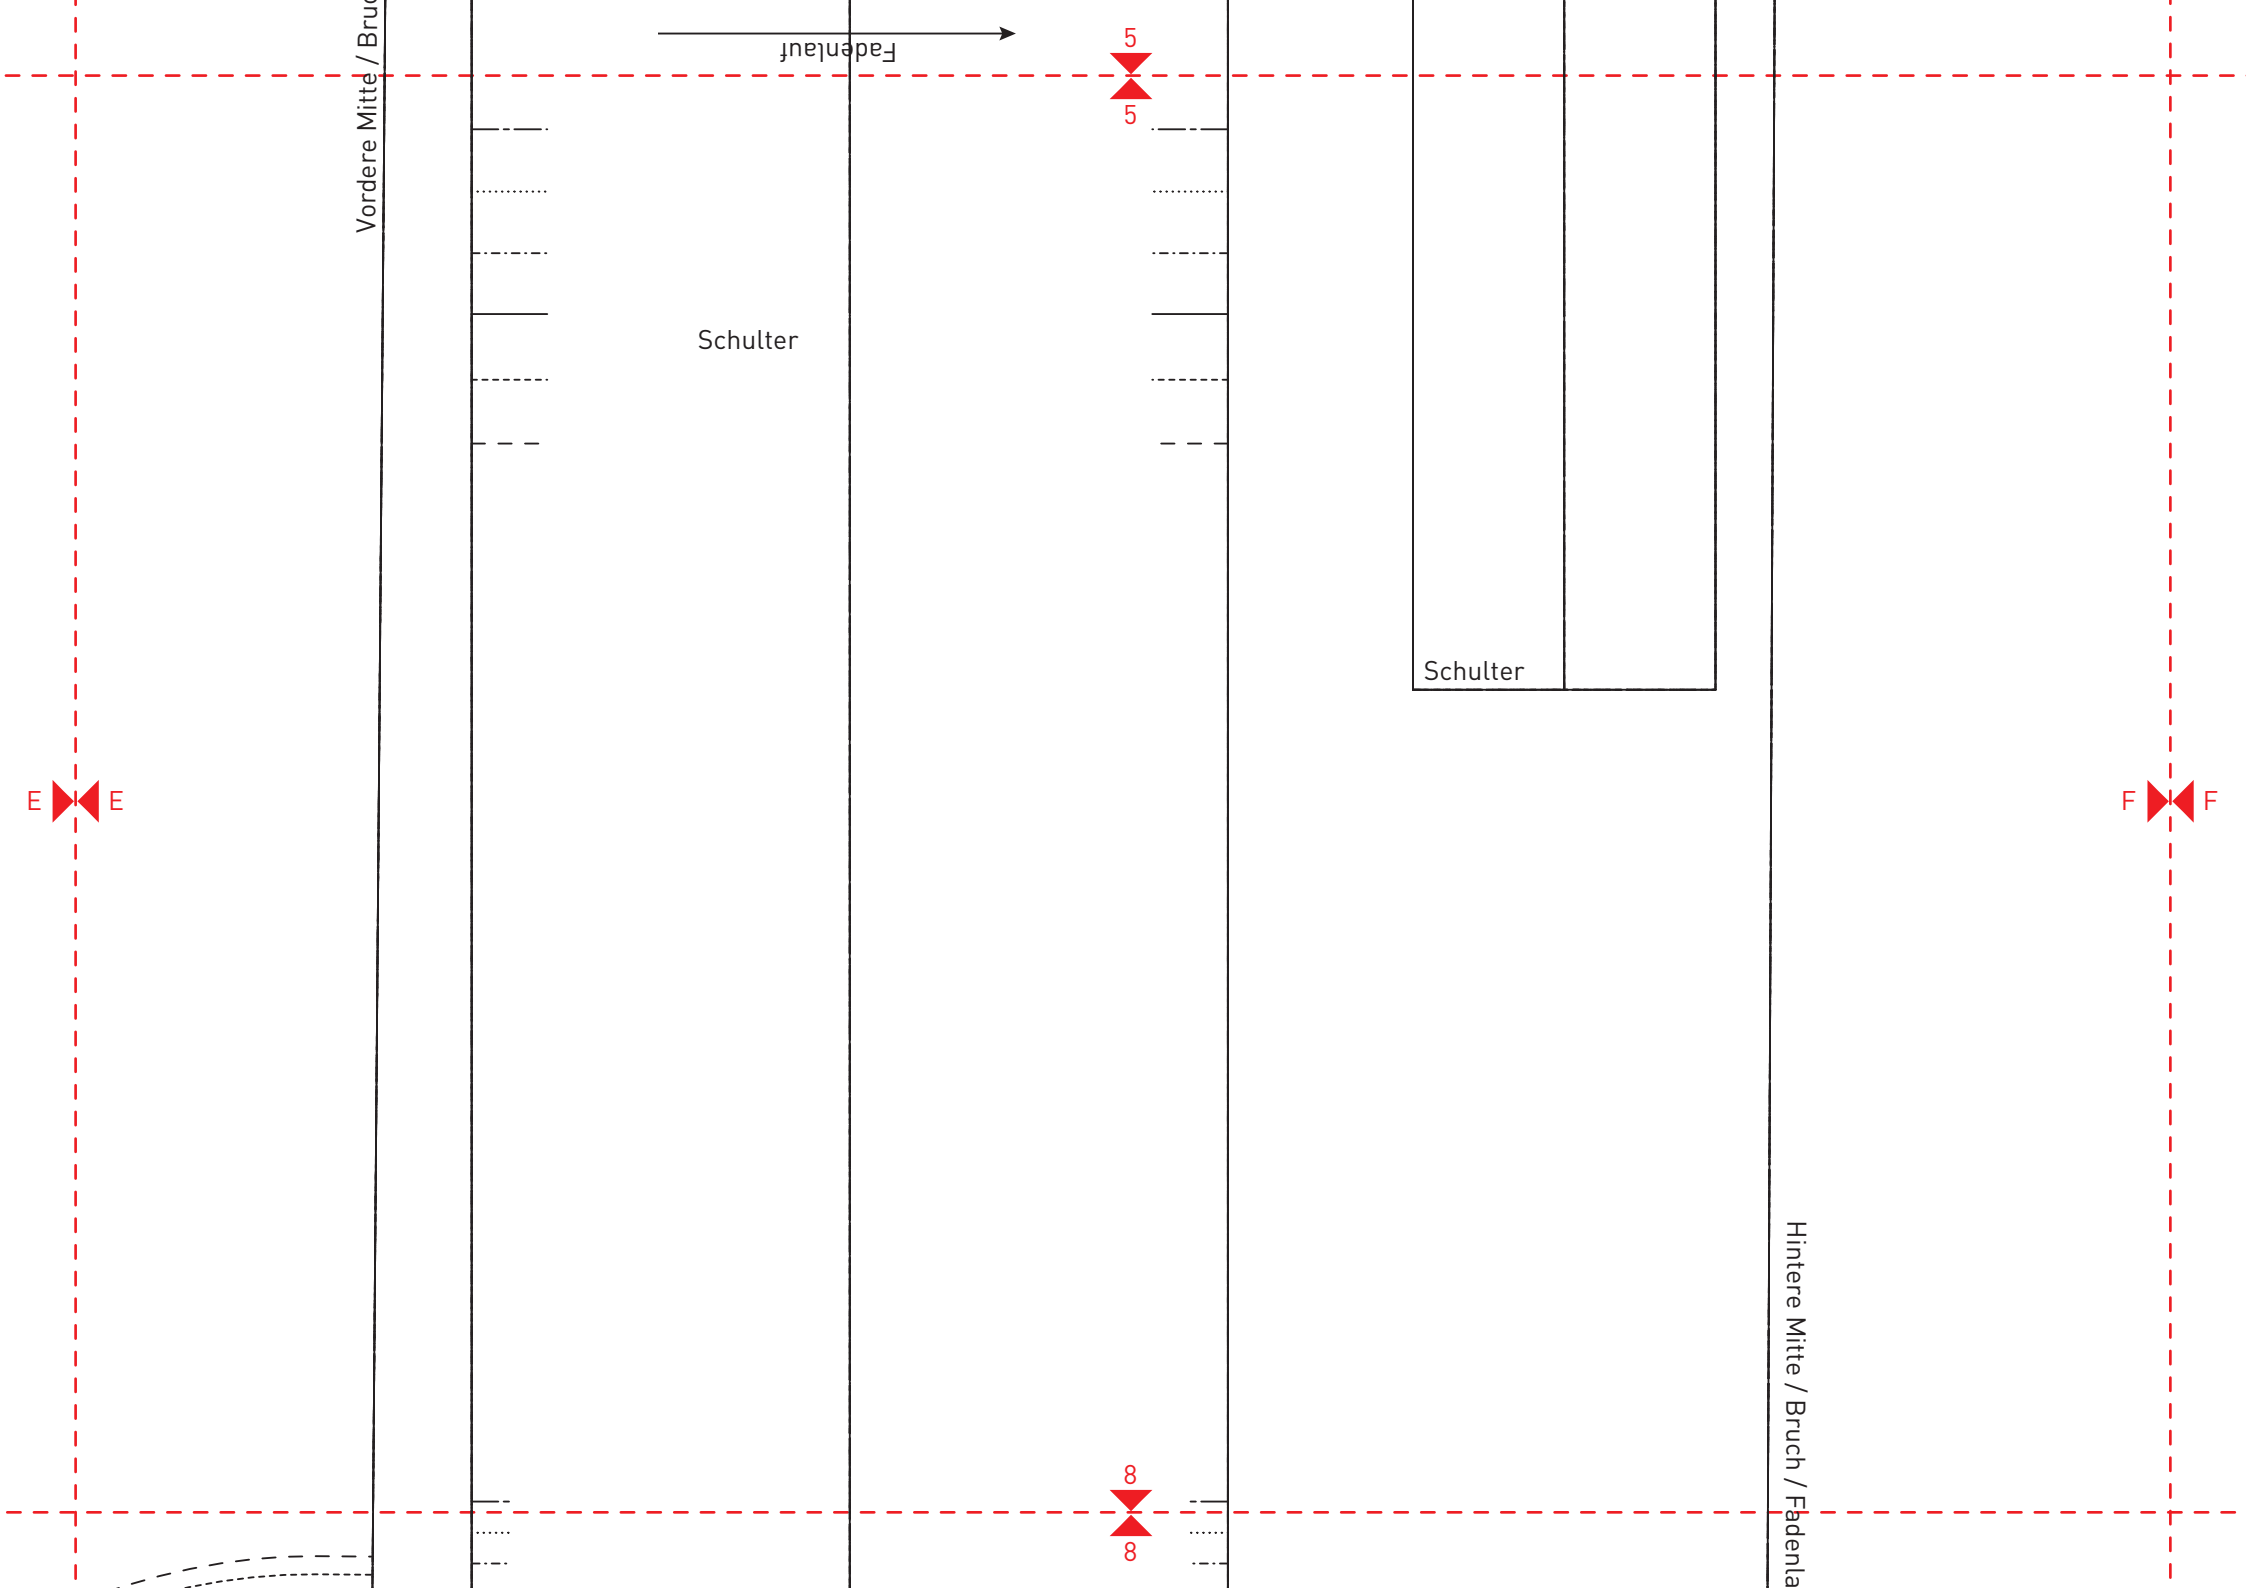 Vordere Mitte / Bruc
Fadenlauf
5
5
Schulter
Schulter
E
E
F
F
Hintere Mitte / Bruch / Fadenla
8
8